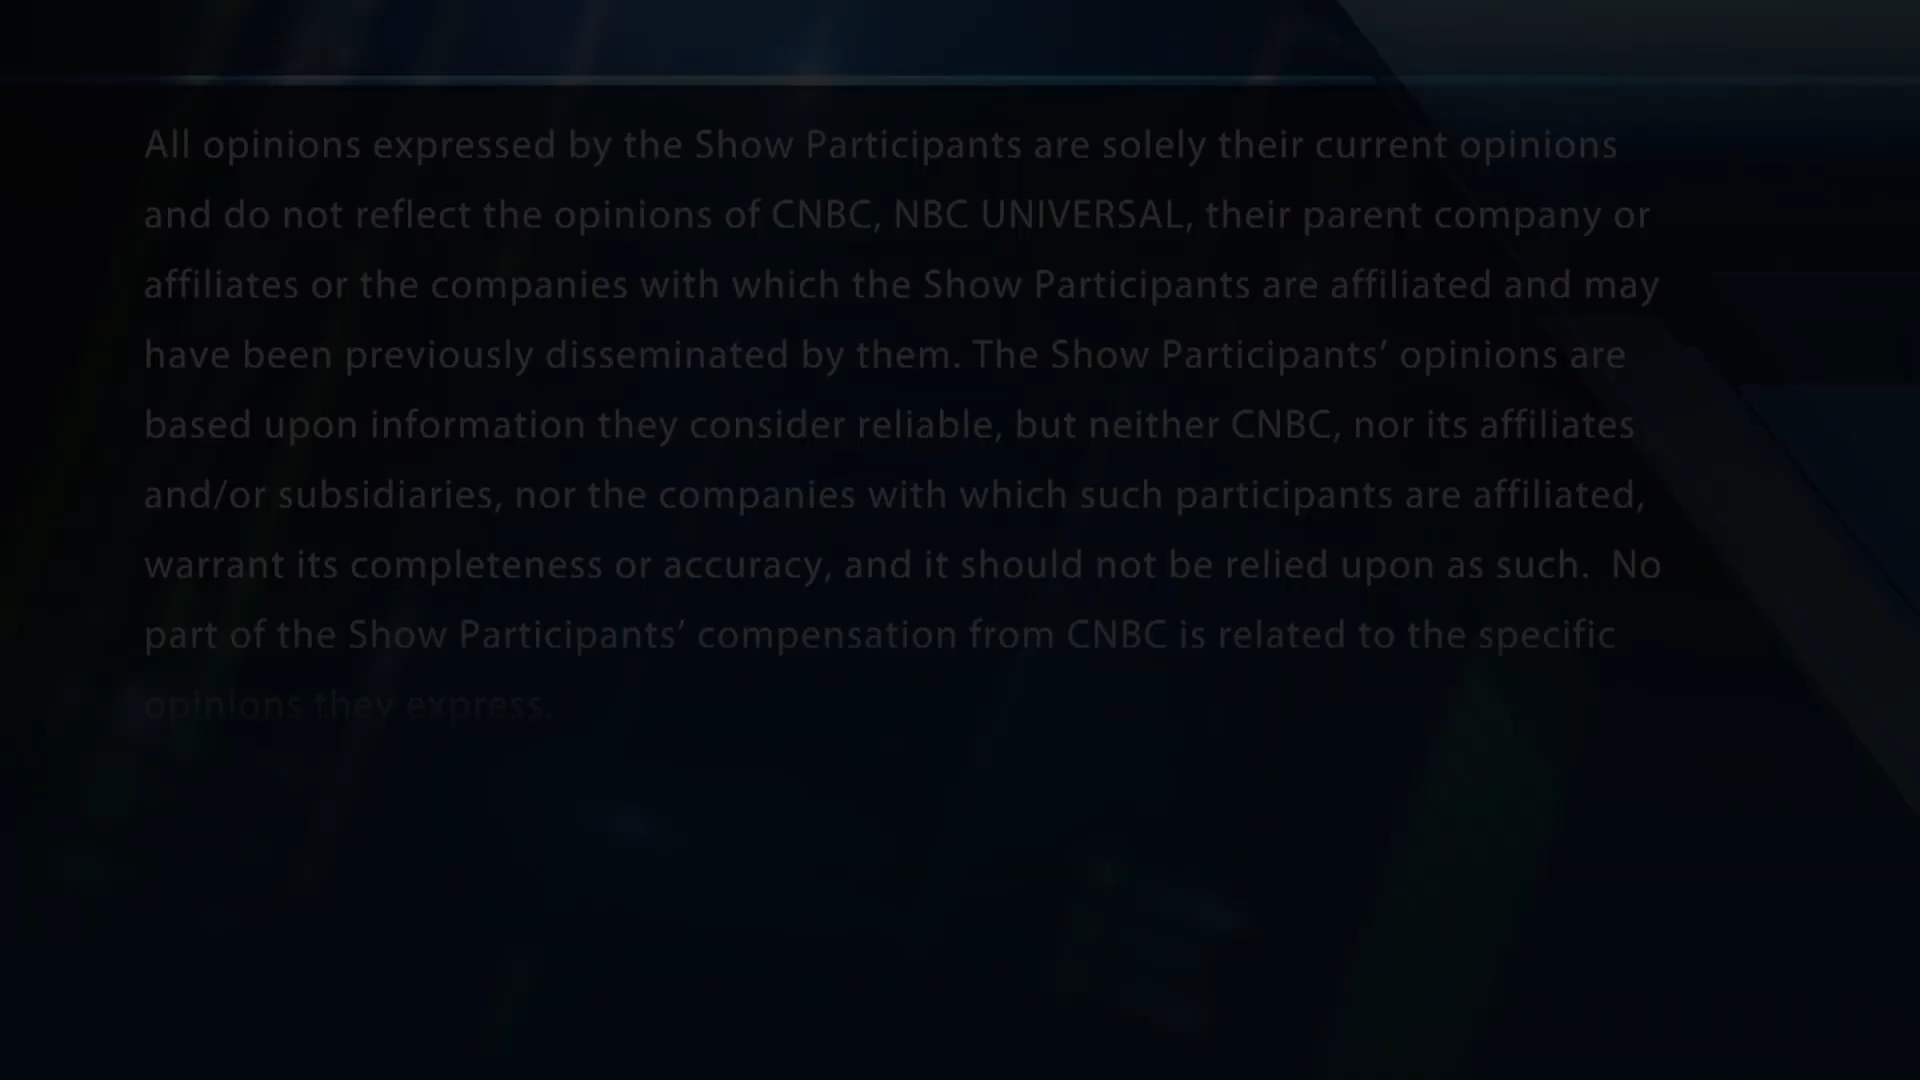 All opinions expressed by the Show Participants are solely their current opinions
and do not reflect the opinions of CNBC, NBC UNIVERSAL, their parent company or
affiliates or the companies with which the Show Participants are affiliated and may
have been previously disseminated by them. The Show Participants’ opinions are
based upon information they consider reliable, but neither CNBC, nor its affiliates
and/or subsidiaries, nor the companies with which such participants are affiliated,
warrant its completeness or accuracy, and it should not be relied upon as such.  No
part of the Show Participants’ compensation from CNBC is related to the specific
opinions they express.